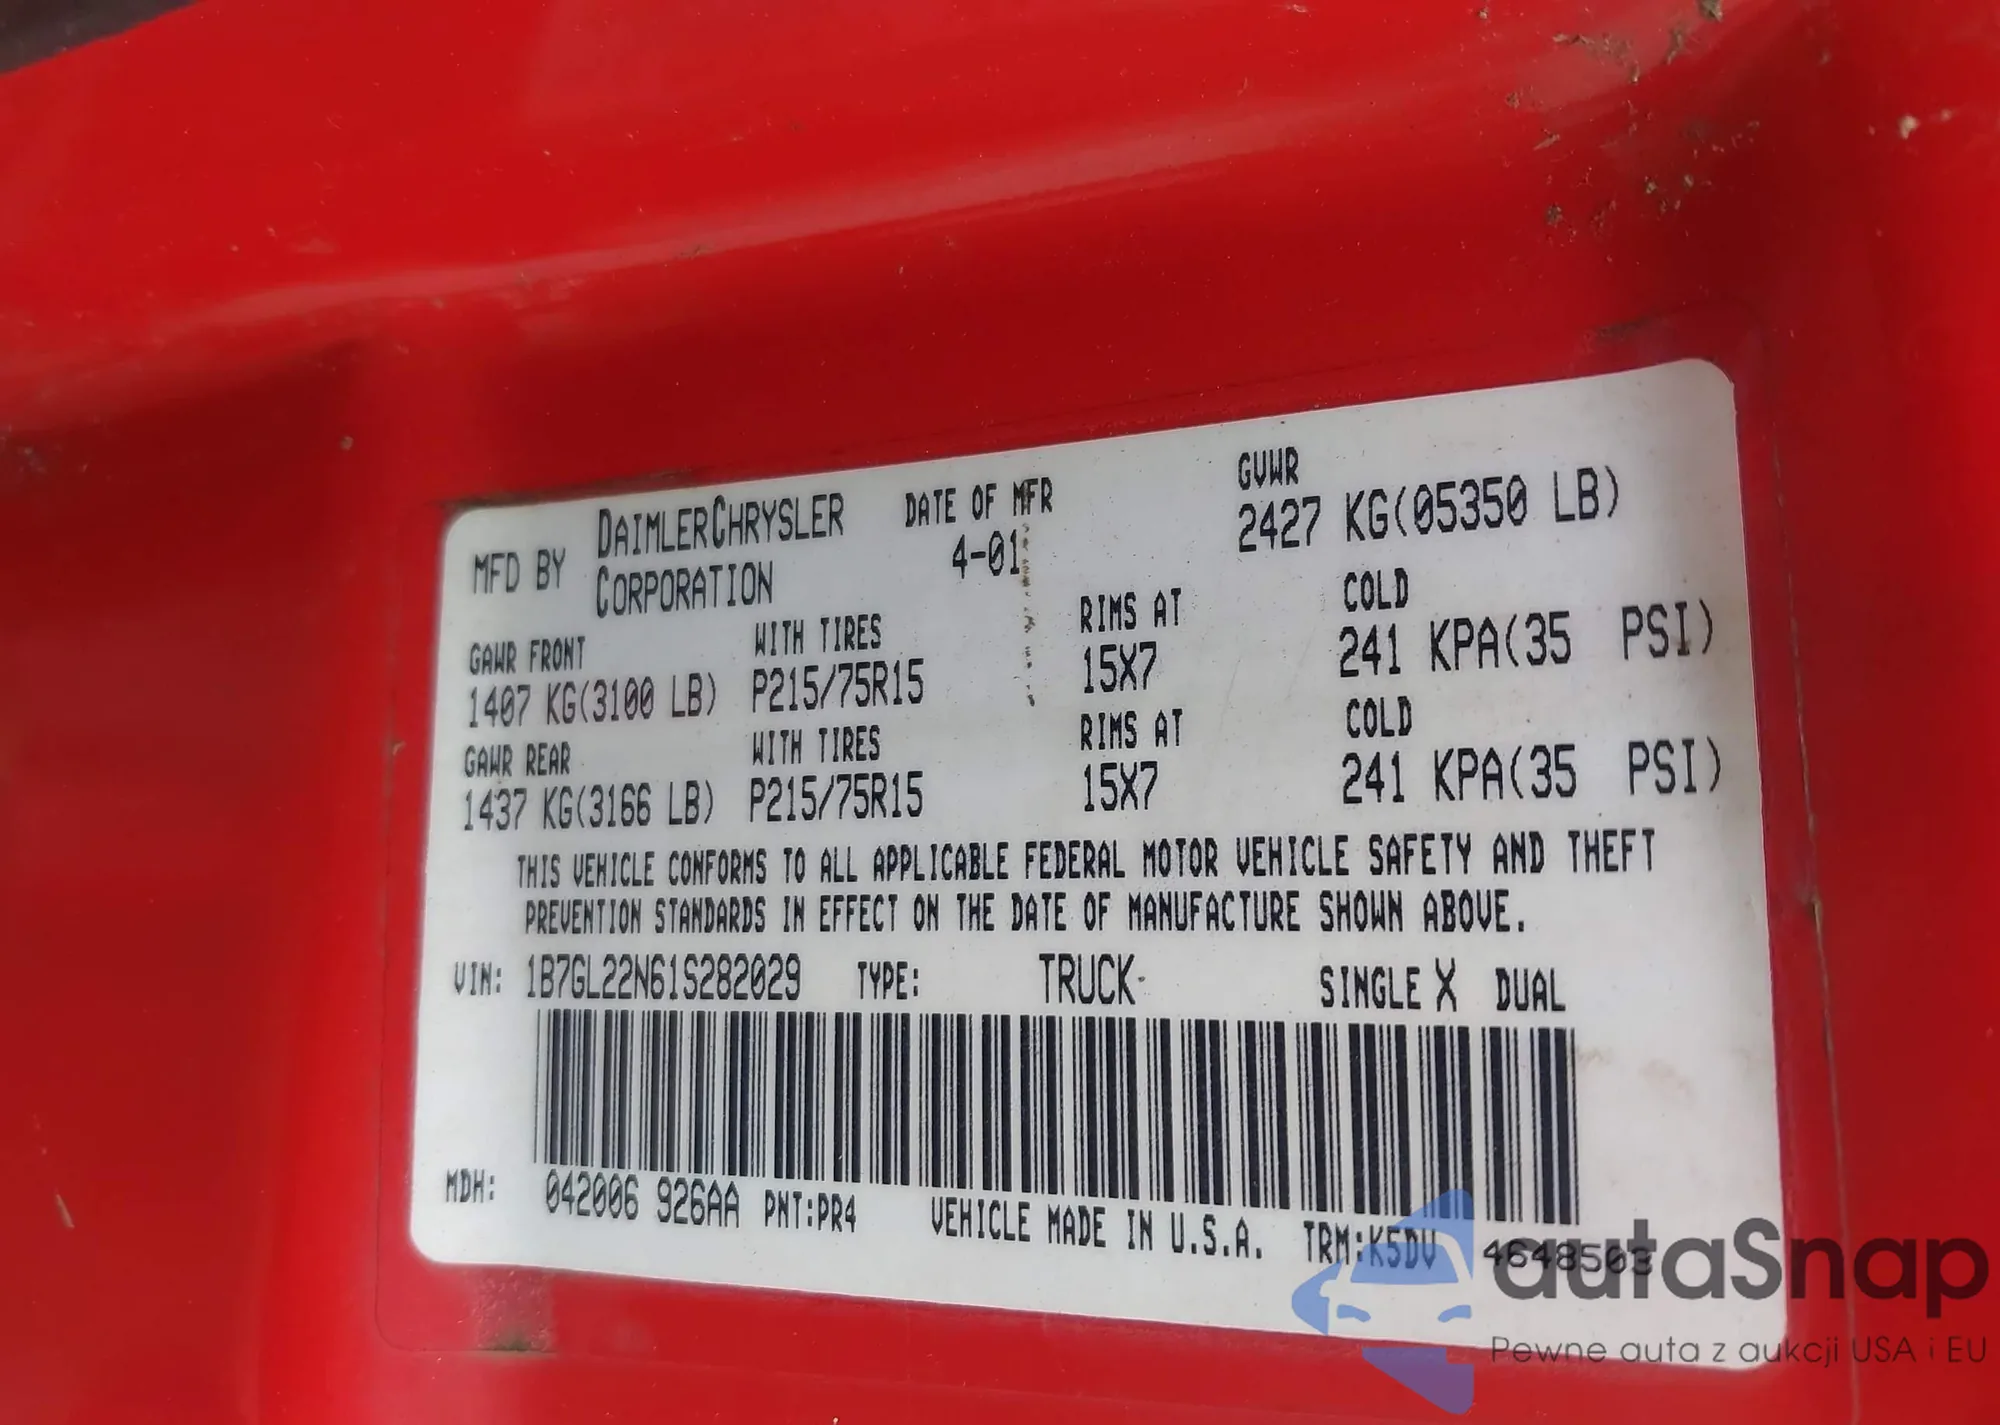 MFD BY DAIMLERCHRYSLER CORPORATION DATE OF MFR 4-01 GVWR 2427 KG(05350 LB)
GAWR FRONT WITH TIRES RIMS AT COLD
1407 KG(3100 LB) P215/75R15 15X7 241 KPA(35 PSI)
GAWR REAR WITH TIRES RIMS AT COLD
1437 KG(3166 LB) P215/75R15 15X7 241 KPA(35 PSI)
THIS VEHICLE CONFORMS TO ALL APPLICABLE FEDERAL MOTOR VEHICLE SAFETY AND THEFT
PREVENTION STANDARDS IN EFFECT ON THE DATE OF MANUFACTURE SHOWN ABOVE.
VIN: 1B7GL22N61S282029 TYPE: TRUCK SINGLE X DUAL
MDH: 042006 926AA PNT:PR4 VEHICLE MADE IN U.S.A. TRM:K5DV 4648503
autaSnap
Pewne auta z aukcji USA i EU